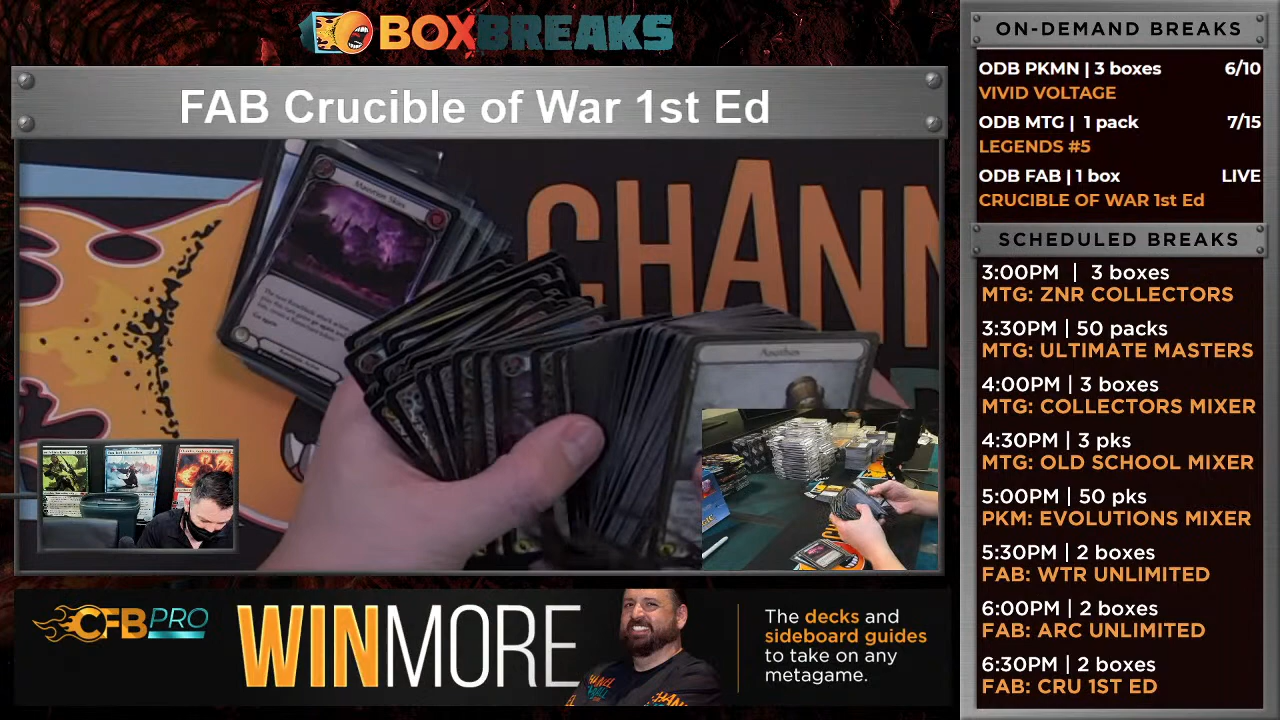 BOXBREAKS
FAB Crucible of War 1st Ed
CHANN
Anothos
CFBPRO
WINMORE
The decks and
sideboard guides
to take on any
metagame.
ON-DEMAND BREAKS
ODB PKMN | 3 boxes 6/10
VIVID VOLTAGE
ODB MTG | 1 pack 7/15
LEGENDS #5
ODB FAB | 1 box LIVE
CRUCIBLE OF WAR 1st Ed
SCHEDULED BREAKS
3:00PM | 3 boxes
MTG: ZNR COLLECTORS
3:30PM | 50 packs
MTG: ULTIMATE MASTERS
4:00PM | 3 boxes
MTG: COLLECTORS MIXER
4:30PM | 3 pks
MTG: OLD SCHOOL MIXER
5:00PM | 50 pks
PKM: EVOLUTIONS MIXER
5:30PM | 2 boxes
FAB: WTR UNLIMITED
6:00PM | 2 boxes
FAB: ARC UNLIMITED
6:30PM | 2 boxes
FAB: CRU 1ST ED